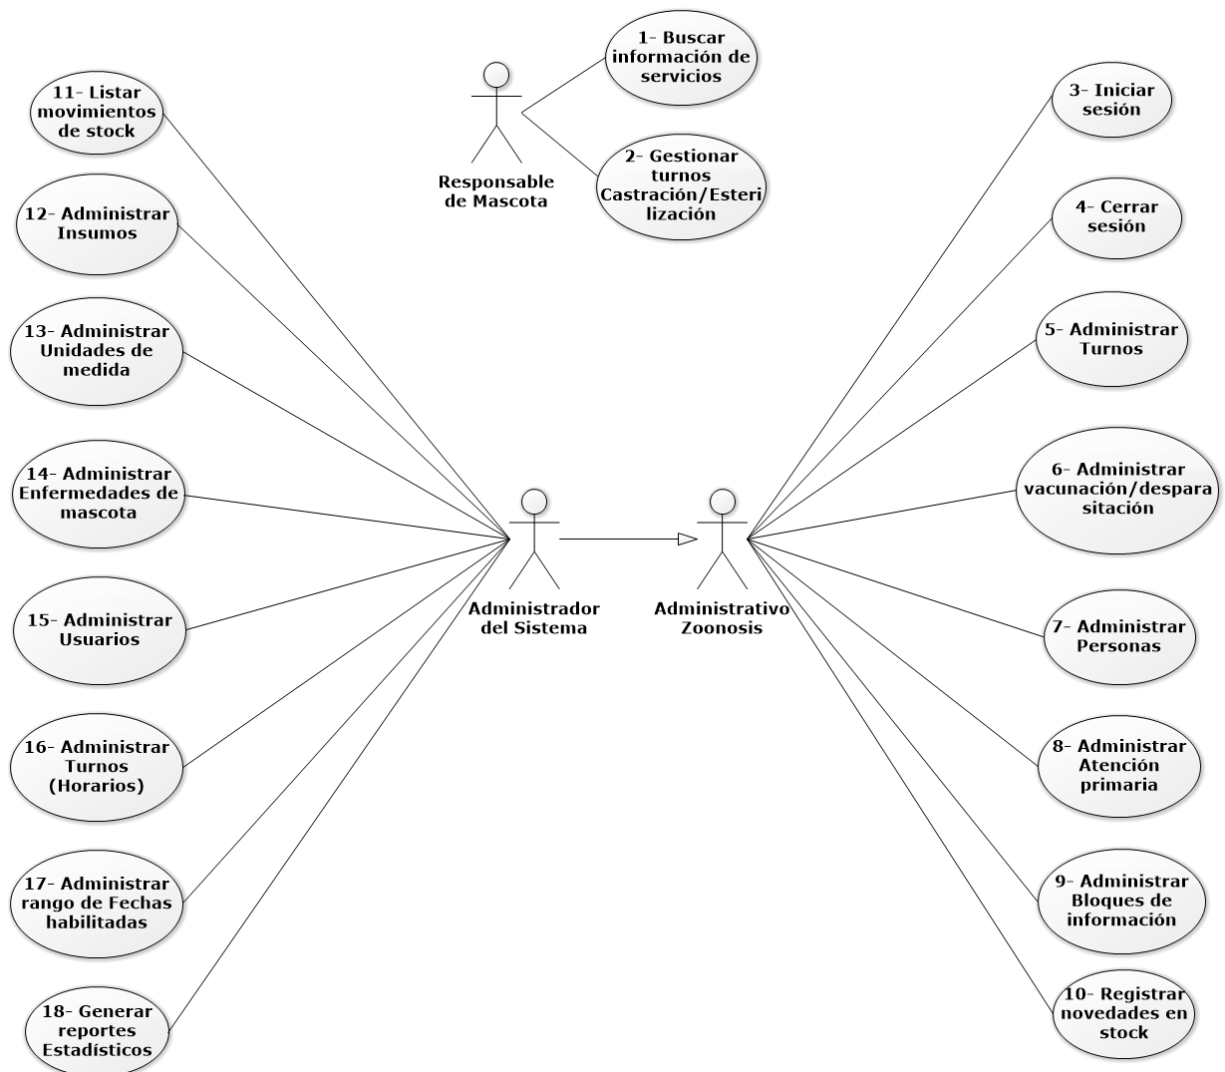 1- Buscar
información de
servicios
2- Gestionar
turnos
Castración/Esteri
lización
Responsable
de Mascota
11- Listar
movimientos
de stock
12- Administrar
Insumos
13- Administrar
Unidades de
medida
14- Administrar
Enfermedades de
mascota
15- Administrar
Usuarios
16- Administrar
Turnos
(Horarios)
17- Administrar
rango de Fechas
habilitadas
18- Generar
reportes
Estadísticos
Administrador
del Sistema
Administrativo
Zoonosis
3- Iniciar
sesión
4- Cerrar
sesión
5- Administrar
Turnos
6- Administrar
vacunación/despara
sitación
7- Administrar
Personas
8- Administrar
Atención
primaria
9- Administrar
Bloques de
información
10- Registrar
novedades en
stock